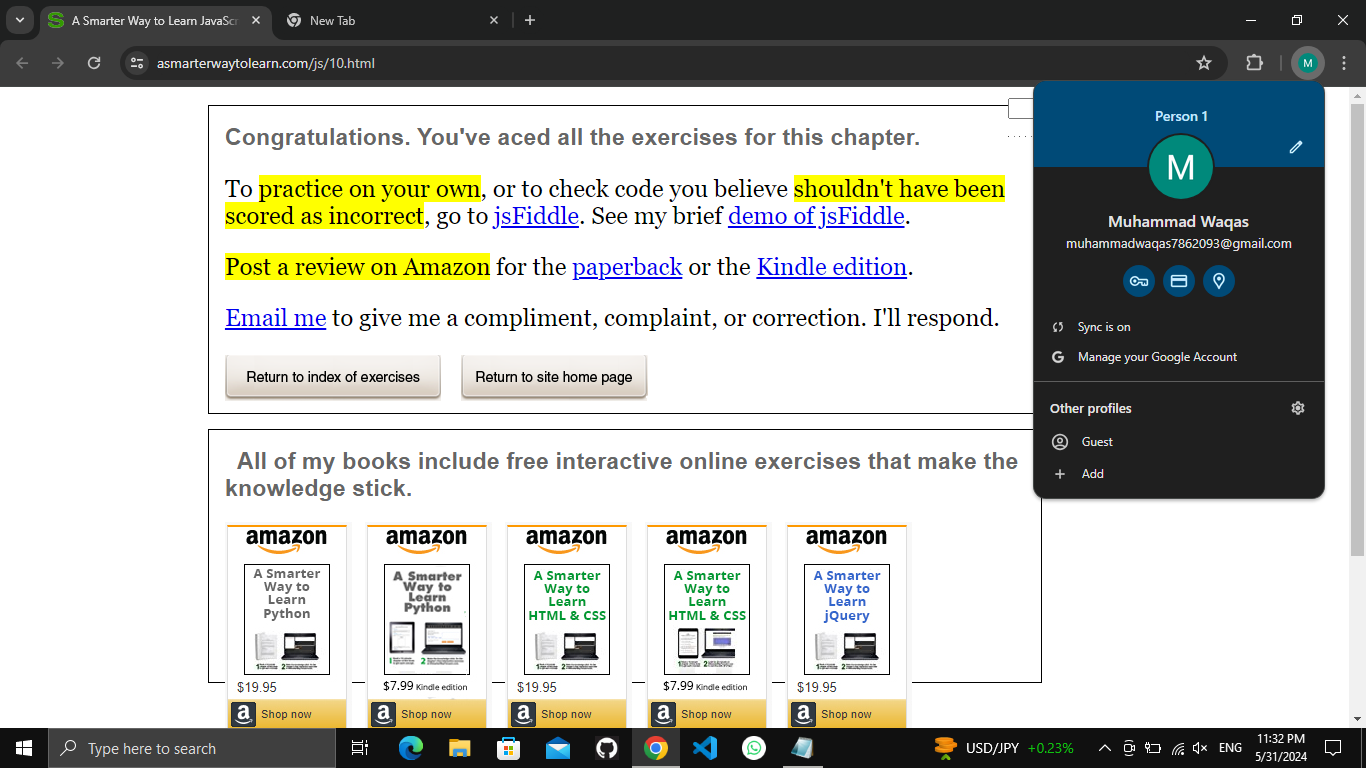 A Smarter Way to Learn JavaScr
New Tab
asmarterwaytolearn.com/js/10.html
M
Congratulations. You've aced all the exercises for this chapter.
To practice on your own, or to check code you believe shouldn't have been
scored as incorrect, go to jsFiddle. See my brief demo of jsFiddle.
Post a review on Amazon for the paperback or the Kindle edition.
Email me to give me a compliment, complaint, or correction. I'll respond.
Return to index of exercises
Return to site home page
Person 1
M
Muhammad Waqas
muhammadwaqas7862093@gmail.com
Sync is on
G Manage your Google Account
Other profiles
Guest
Add
All of my books include free interactive online exercises that make the
knowledge stick.
amazon
A Smarter
Way to
Learn
Python
$19.95
a Shop now
amazon
A Smarter
Way to
Learn
Python
$7.99 Kindle edition
a Shop now
amazon
A Smarter
Way to
Learn
HTML & CSS
$19.95
a Shop now
amazon
A Smarter
Way to
Learn
HTML & CSS
$7.99 Kindle edition
a Shop now
amazon
A Smarter
Way to
Learn
jQuery
$19.95
a Shop now
Type here to search
USD/JPY +0.23%
ENG
11:32 PM
5/31/2024